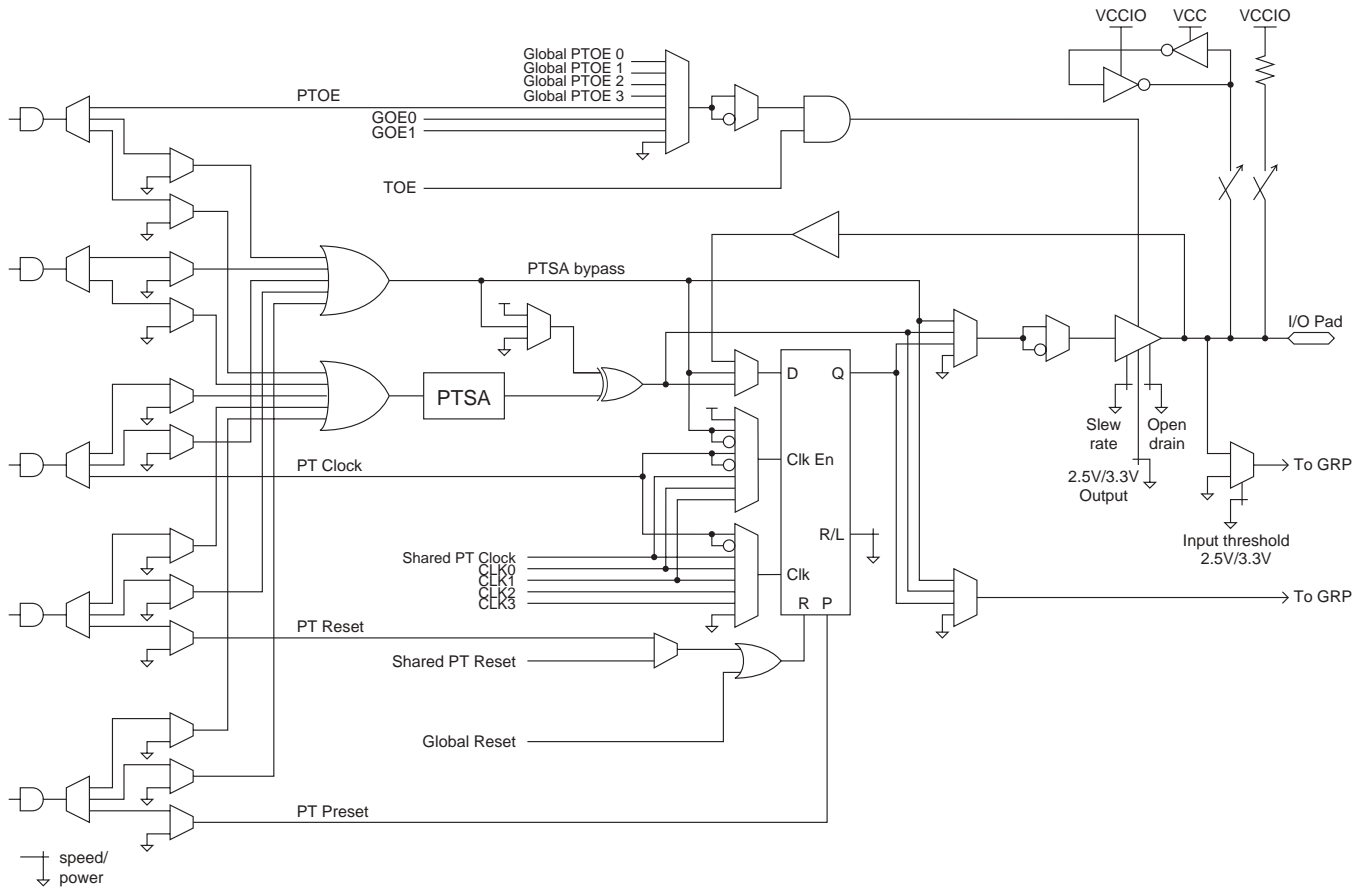 VCCIO
VCC
VCCIO
Global PTOE 0
Global PTOE 1
Global PTOE 2
Global PTOE 3
PTOE
GOE0
GOE1
TOE
PTSA bypass
I/O Pad
D
Q
PTSA
Slew
rate
Open
drain
Clk En
PT Clock
To GRP
2.5V/3.3V
Output
R/L
Input threshold
2.5V/3.3V
Shared PT Clock
CLK0
CLK1
CLK2
CLK3
Clk
R P
To GRP
PT Reset
Shared PT Reset
Global Reset
PT Preset
speed/
power